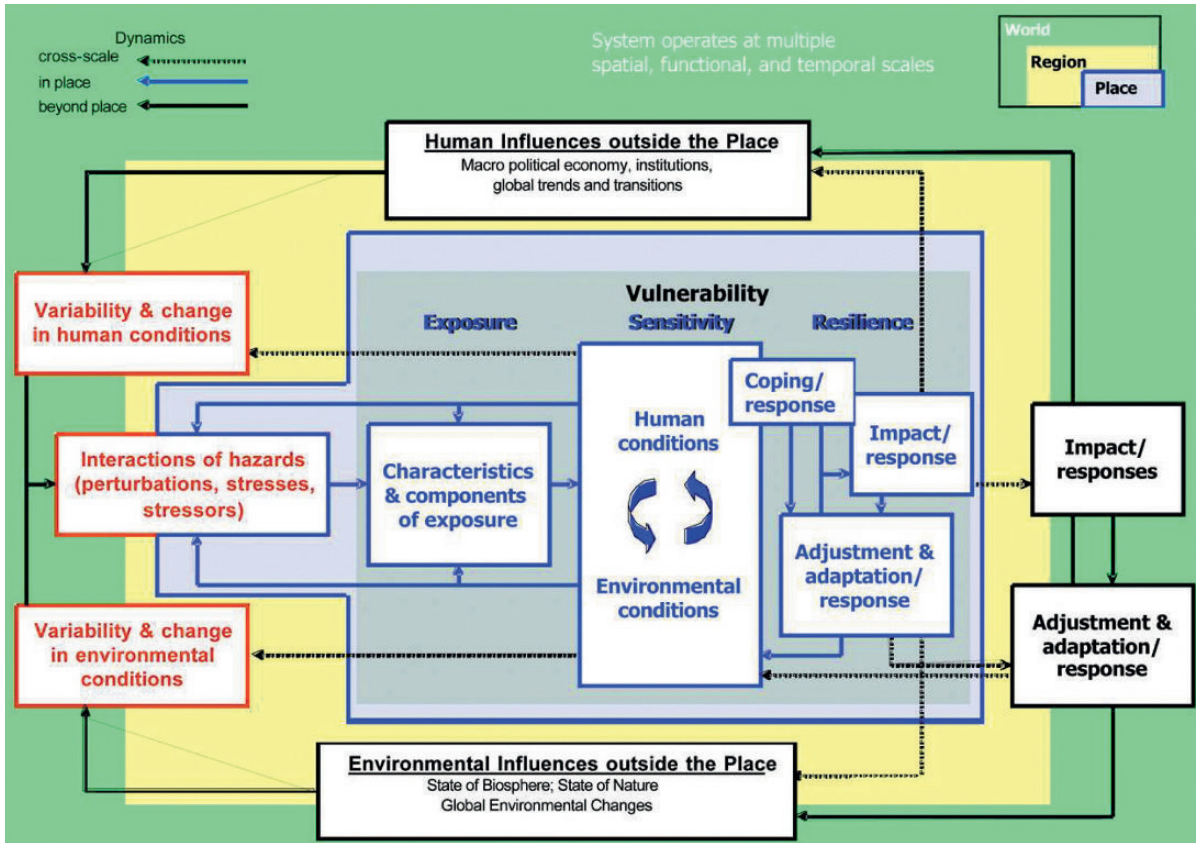 Dynamics
cross-scale
in place
beyond place
System operates at multiple
spatial, functional, and temporal scales
World
Region
Place
Human Influences outside the Place
Macro political economy, institutions,
global trends and transitions
Variability & change
in human conditions
Vulnerability
Exposure
Sensitivity
Resilience
Coping/
response
Human
conditions
Impact/
response
Impact/
responses
Interactions of hazards
(perturbations, stresses,
stressors)
Characteristics
& components
of exposure
Environmental
conditions
Adjustment &
adaptation/
response
Adjustment &
adaptation/
response
Variability & change
in environmental
conditions
Environmental Influences outside the Place
State of Biosphere; State of Nature
Global Environmental Changes